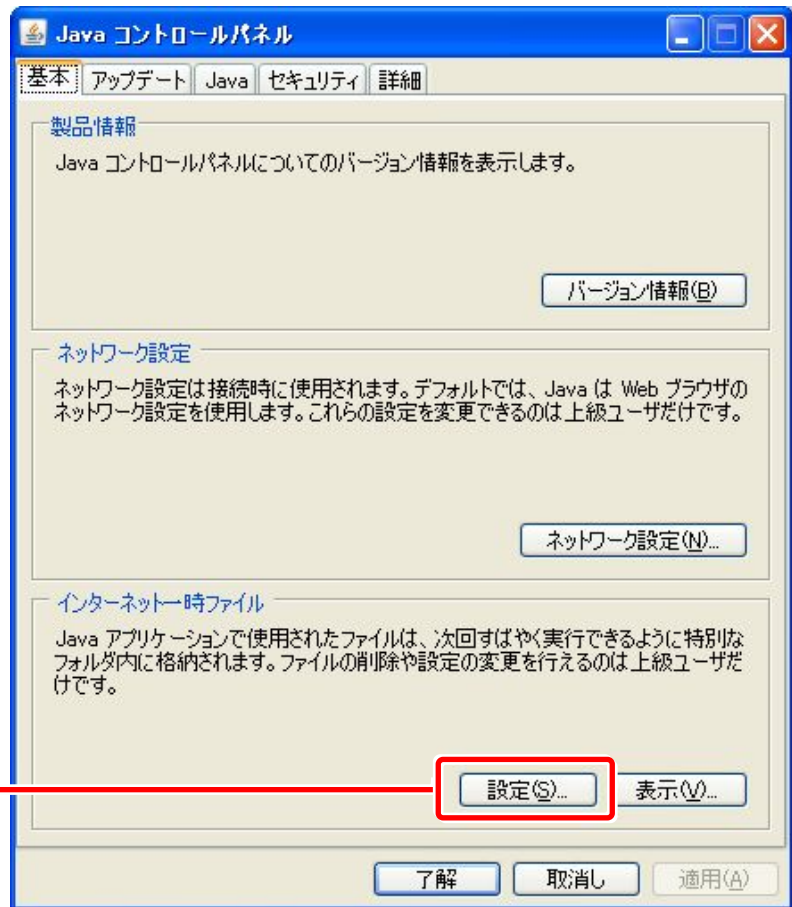 Java コントロールパネル
基本 アップデート Java セキュリティ 詳細
製品情報
Java コントロールパネルについてのバージョン情報を表示します。
バージョン情報(B)
ネットワーク設定
ネットワーク設定は接続時に使用されます。デフォルトでは、Java は Web ブラウザの
ネットワーク設定を使用します。これらの設定を変更できるのは上級ユーザだけです。
ネットワーク設定(N)...
インターネット一時ファイル
Java アプリケーションで使用されたファイルは、次回すばやく実行できるように特別な
フォルダ内に格納されます。ファイルの削除や設定の変更を行えるのは上級ユーザだ
けです。
設定(S)... 表示(V)...
了解 取消し 適用(A)